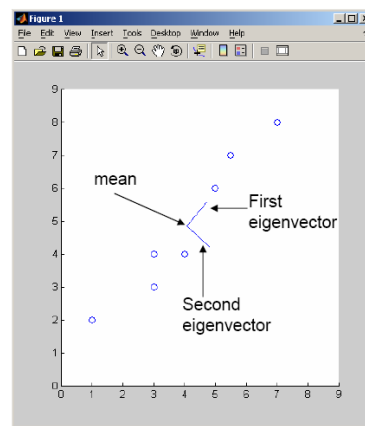 Figure 1
File Edit View Insert Tools Desktop Window Help
9
8
7
6
5
4
3
2
1
0
0 1 2 3 4 5 6 7 8 9
mean
First
eigenvector
Second
eigenvector